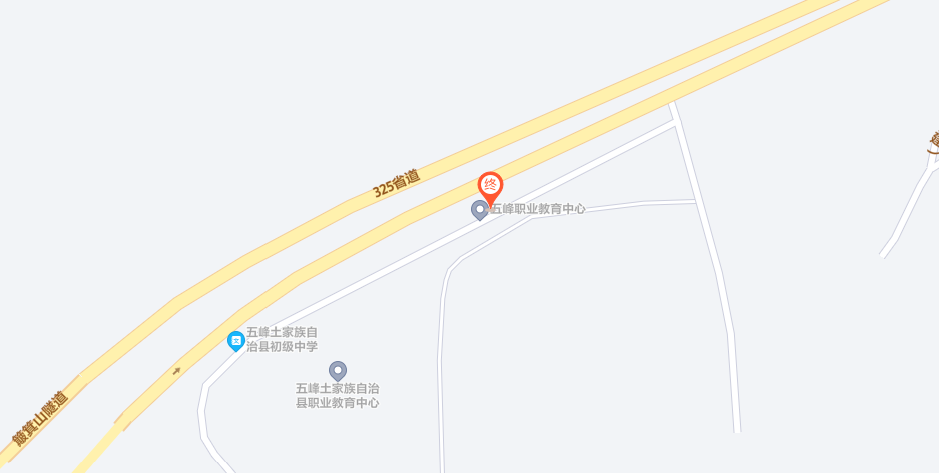 325省道
终
五峰职业教育中心
五峰土家族自
治县初级中学
五峰土家族自治
县职业教育中心
簸箕山隧道